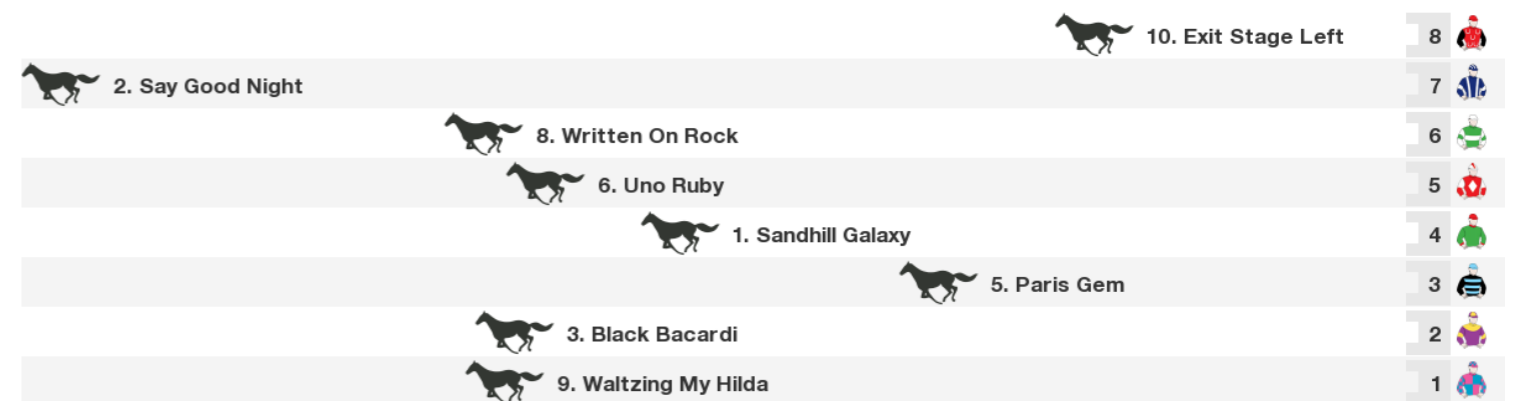 10. Exit Stage Left 8
2. Say Good Night 7
8. Written On Rock 6
6. Uno Ruby 5
1. Sandhill Galaxy 4
5. Paris Gem 3
3. Black Bacardi 2
9. Waltzing My Hilda 1